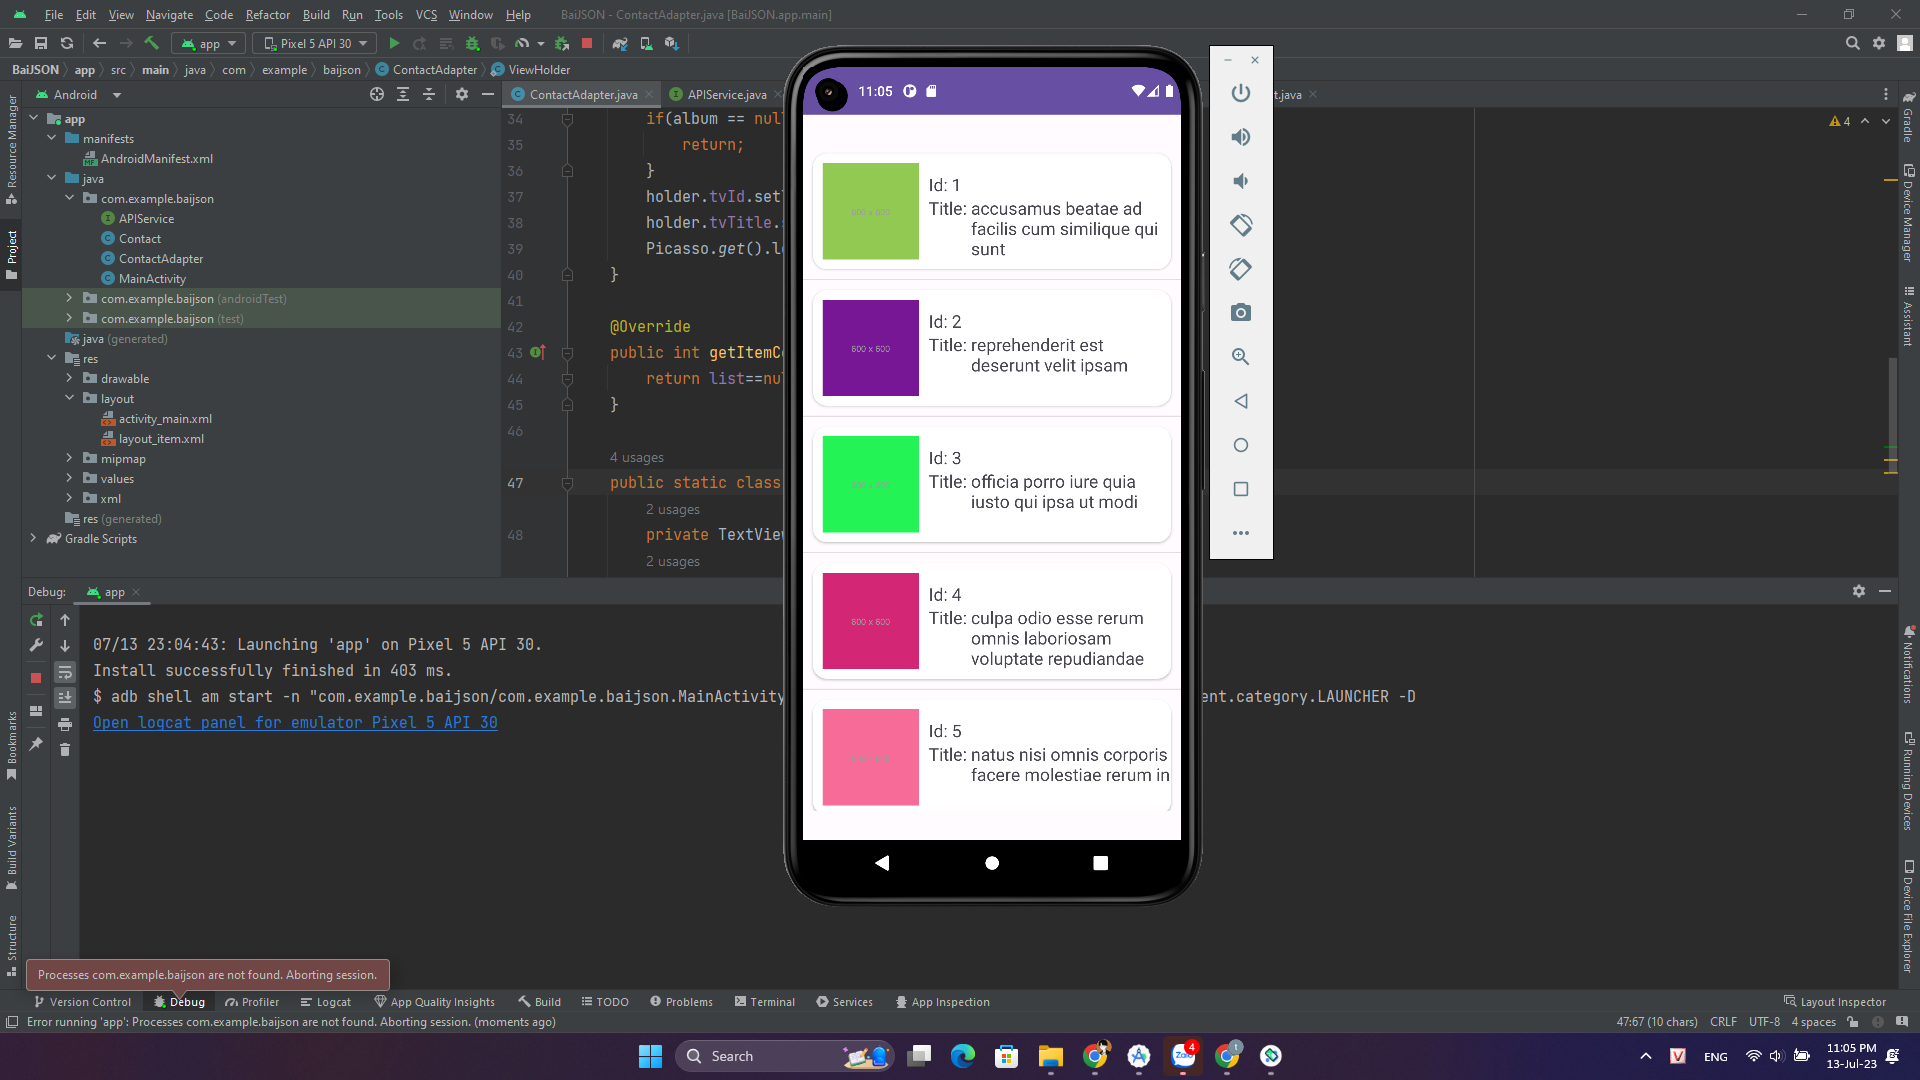 File Edit View Navigate Code Refactor Build Run Tools VCS Window Help BaiJSON - ContactAdapter.java [BaiJSON.app.main]
app Pixel 5 API 30
BaiJSON app src main java com example baijson ContactAdapter ViewHolder
Android
ContactAdapter.java APIService.java t.java
app
manifests
AndroidManifest.xml
java
com.example.baijson
APIService
Contact
ContactAdapter
MainActivity
com.example.baijson (androidTest)
com.example.baijson (test)
java (generated)
res
drawable
layout
activity_main.xml
layout_item.xml
mipmap
values
xml
res (generated)
Gradle Scripts
Resource Manager
Project
Bookmarks
Build Variants
Structure
34 if(album == nul
35 return;
36 }
37 holder.tvId.set
38 holder.tvTitle.
39 Picasso.get().l
40 }
41
42 @Override
43 public int getItemC
44 return list==nu
45 }
46
4 usages
47 public static class
2 usages
48 private TextVie
2 usages
4
11:05
Id: 1
Title: accusamus beatae ad
facilis cum similique qui
sunt
600 x 600
Id: 2
Title: reprehenderit est
deserunt velit ipsam
Id: 3
Title: officia porro iure quia
iusto qui ipsa ut modi
600 x 600
Id: 4
Title: culpa odio esse rerum
omnis laboriosam
voluptate repudiandae
Id: 5
Title: natus nisi omnis corporis
facere molestiae rerum in
Gradle
Device Manager
Assistant
Notifications
Running Devices
Device File Explorer
Debug: app
07/13 23:04:43: Launching 'app' on Pixel 5 API 30.
Install successfully finished in 403 ms.
$ adb shell am start -n "com.example.baijson/com.example.baijson.MainActivity ent.category.LAUNCHER -D
Open logcat panel for emulator Pixel 5 API 30
Processes com.example.baijson are not found. Aborting session.
Version Control Debug Profiler Logcat App Quality Insights Build TODO Problems Terminal Services App Inspection Layout Inspector
Error running 'app': Processes com.example.baijson are not found. Aborting session. (moments ago) 47:67 (10 chars) CRLF UTF-8 4 spaces
Search Zalo 4 t V ENG 11:05 PM
13-Jul-23